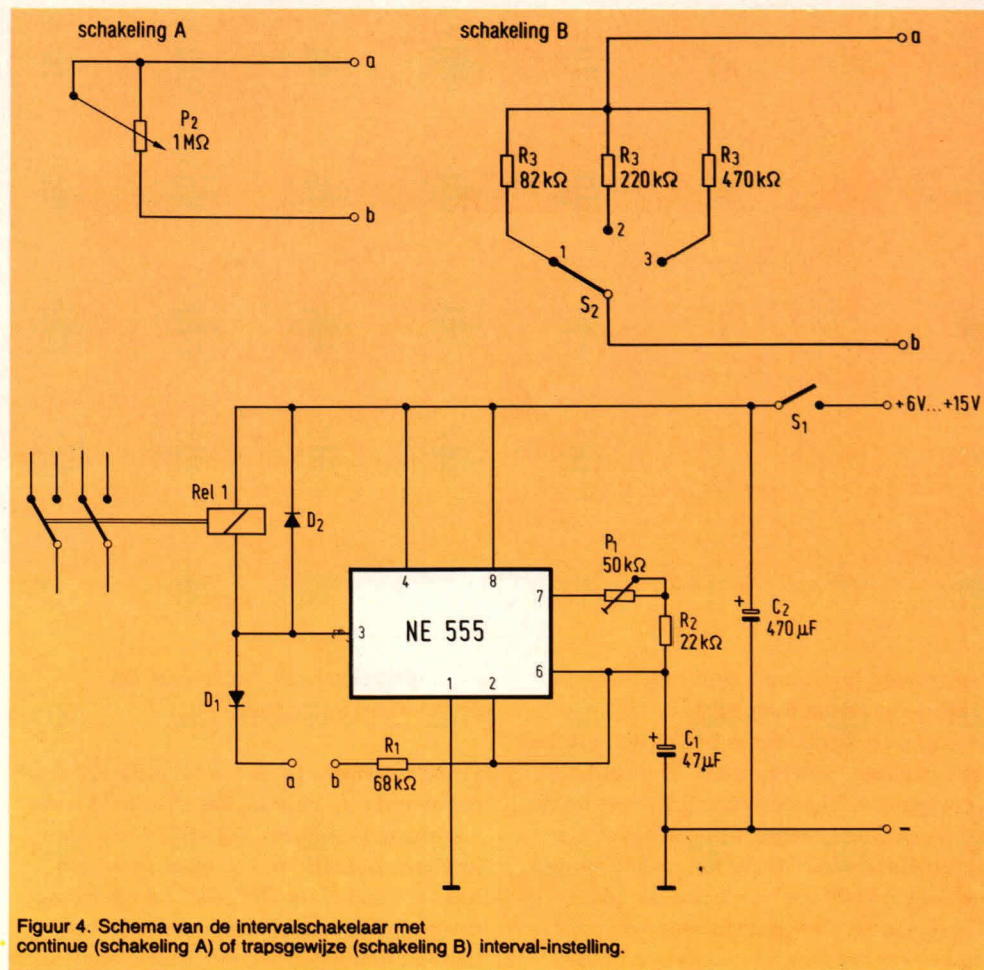 schakeling A
a
P₂
1MΩ
b
schakeling B
a
R₃
82kΩ
R₃
220kΩ
R₃
470kΩ
1
2
3
S₂
b
+6V...+15V
S₁
Rel 1
D₂
4
8
7
3
NE 555
6
1
2
P₁
50kΩ
R₂
22kΩ
+
C₂
470µF
D₁
a
b
R₁
68kΩ
+
C₁
47µF
–
Figuur 4. Schema van de intervalschakelaar met
continue (schakeling A) of trapsgewijze (schakeling B) interval-instelling.